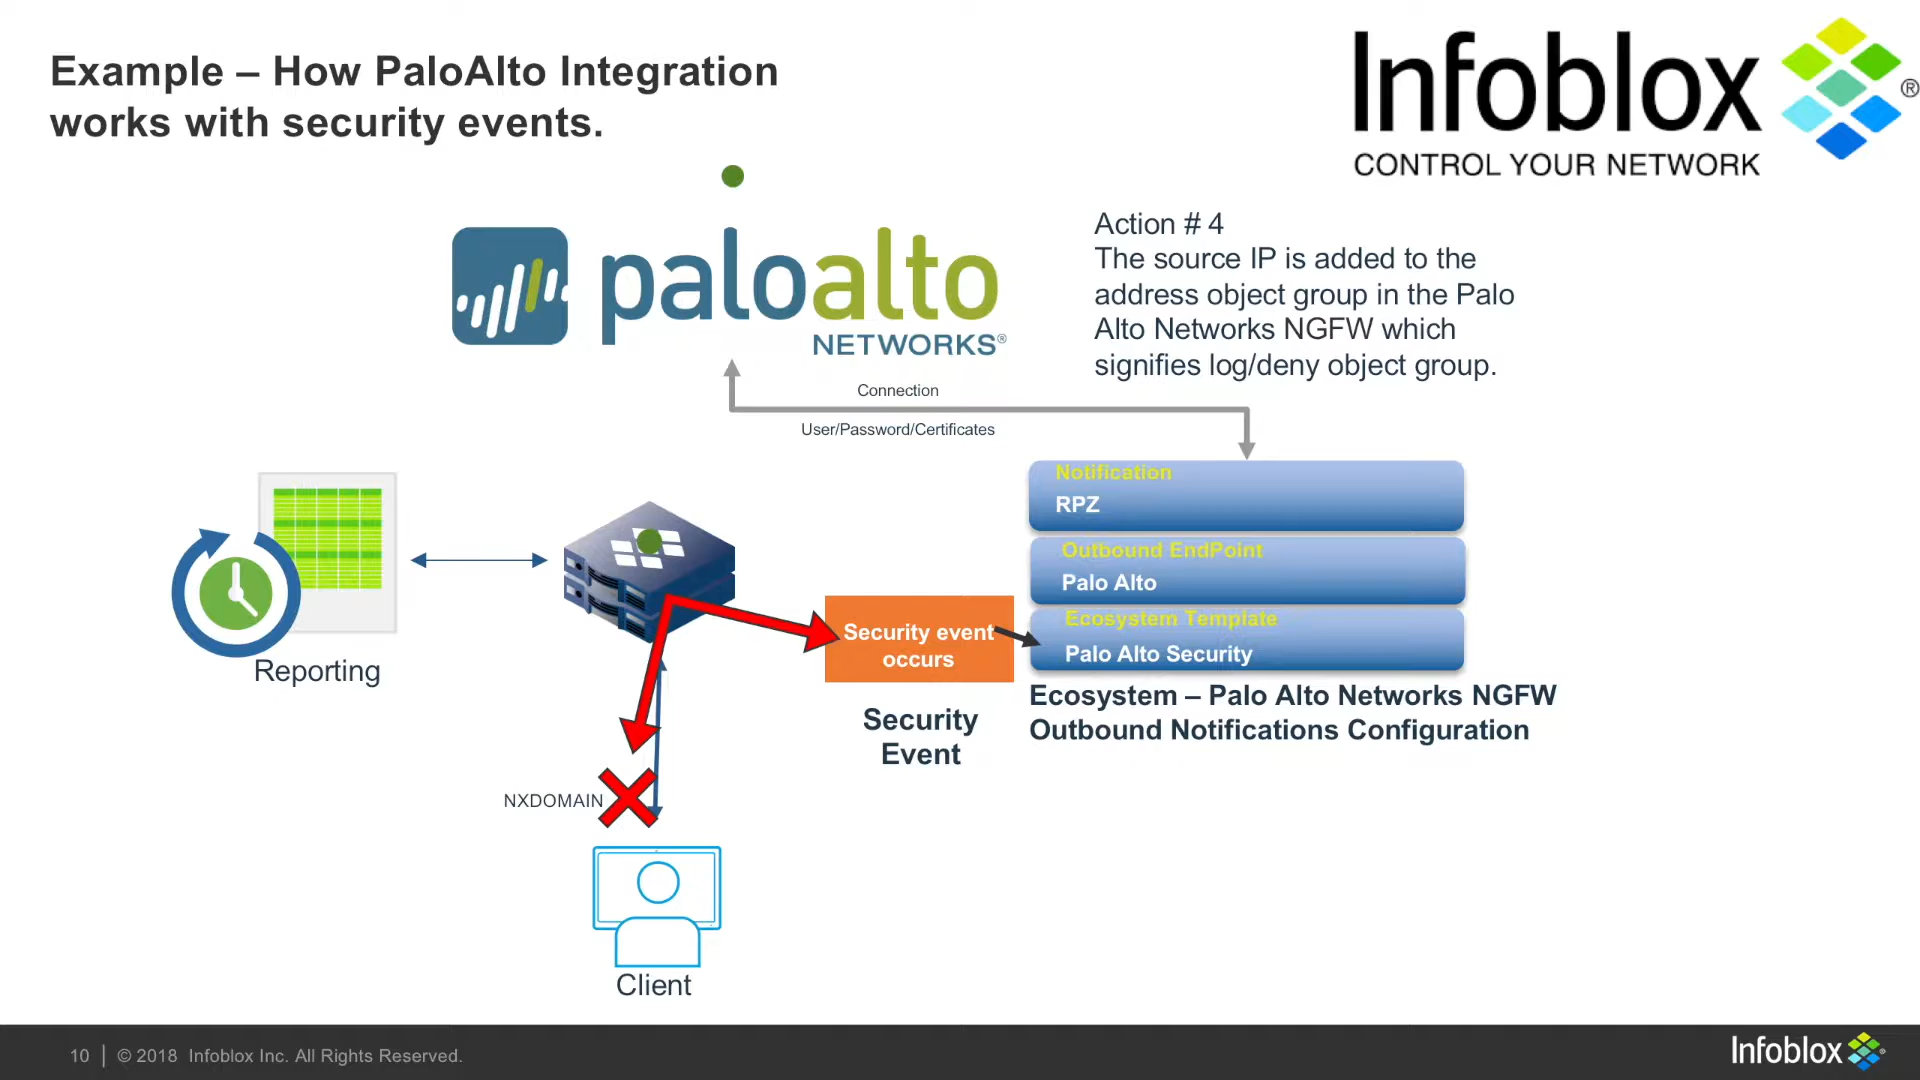 Example – How PaloAlto Integration
works with security events.
Infoblox ®
CONTROL YOUR NETWORK
paloalto
NETWORKS®
Action # 4
The source IP is added to the
address object group in the Palo
Alto Networks NGFW which
signifies log/deny object group.
Connection
User/Password/Certificates
Notification
RPZ
Outbound EndPoint
Palo Alto
Ecosystem Template
Palo Alto Security
Security event
occurs
Reporting
Ecosystem – Palo Alto Networks NGFW
Outbound Notifications Configuration
Security
Event
NXDOMAIN
Client
10 | © 2018 Infoblox Inc. All Rights Reserved.
Infoblox